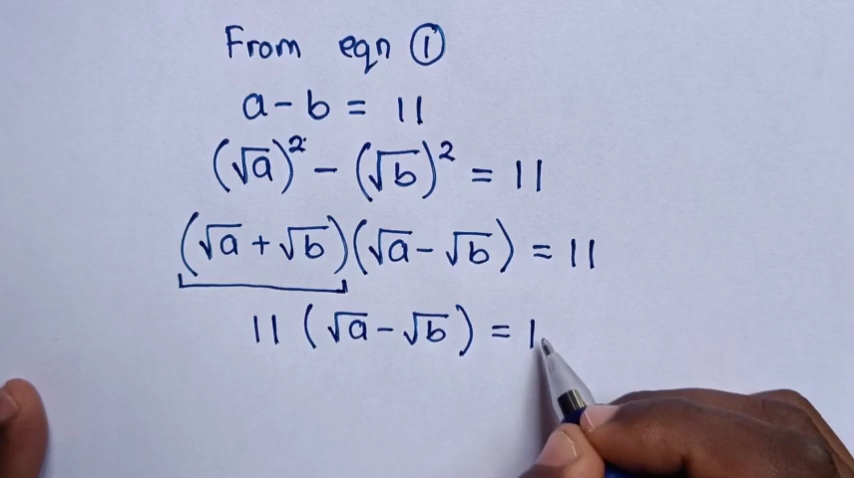 From eqn ①
a - b = 11
(√a)² - (√b)² = 11
(√a + √b)(√a - √b) = 11
11 (√a - √b) = 1